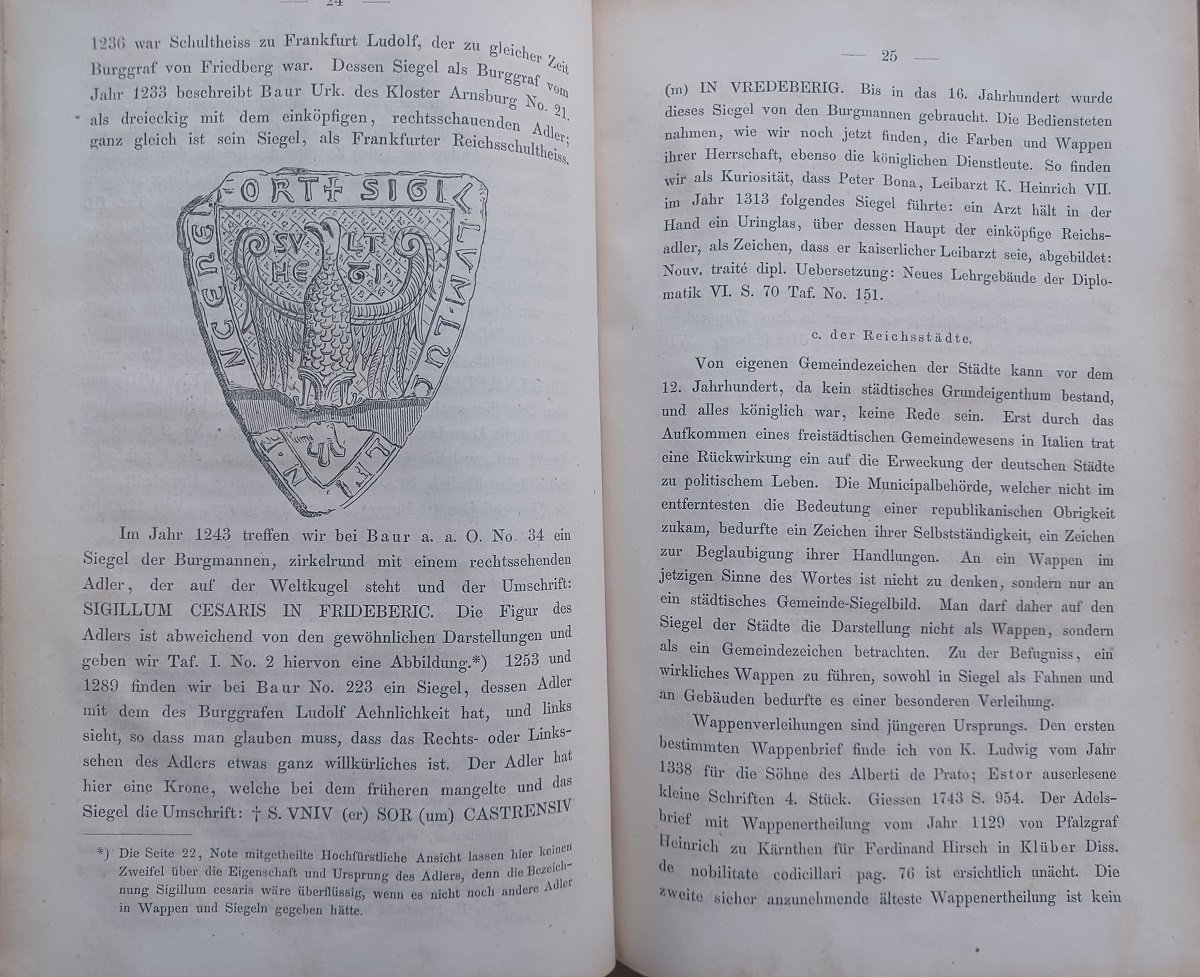 — 24 —
1236 war Schultheiss zu Frankfurt Ludolf, der zu gleicher Zeit
Burggraf von Friedberg war. Dessen Siegel als Burggraf vom
Jahr 1233 beschreibt Baur Urk. des Kloster Arnsburg No. 21.
als dreieckig mit dem einköpfigen, rechtsschauenden Adler;
ganz gleich ist sein Siegel, als Frankfurter Reichsschultheiss.
ORT † SIGI
LLVM · LUD
SV LT
HE GI
Im Jahr 1243 treffen wir bei Baur a. a. O. No. 34 ein
Siegel der Burgmannen, zirkelrund mit einem rechtssehenden
Adler, der auf der Weltkugel steht und der Umschrift:
SIGILLUM CESARIS IN FRIDEBERIC. Die Figur des
Adlers ist abweichend von den gewöhnlichen Darstellungen und
geben wir Taf. I. No. 2 hiervon eine Abbildung.*) 1253 und
1289 finden wir bei Baur No. 223 ein Siegel, dessen Adler
mit dem des Burggrafen Ludolf Aehnlichkeit hat, und links
sieht, so dass man glauben muss, dass das Rechts- oder Links-
sehen des Adlers etwas ganz willkürliches ist. Der Adler hat
hier eine Krone, welche bei dem früheren mangelte und das
Siegel die Umschrift: † S. VNIV (er) SOR (um) CASTRENSIV
*) Die Seite 22, Note mitgetheilte Hochfürstliche Ansicht lassen hier keinen
Zweifel über die Eigenschaft und Ursprung des Adlers, denn die Bezeich-
nung Sigillum cesaris wäre überflüssig, wenn es nicht noch andere Adler
in Wappen und Siegeln gegeben hätte.
— 25 —
(m) IN VREDEBERIG. Bis in das 16. Jahrhundert wurde
dieses Siegel von den Burgmannen gebraucht. Die Bediensteten
nahmen, wie wir noch jetzt finden, die Farben und Wappen
ihrer Herrschaft, ebenso die königlichen Dienstleute. So finden
wir als Kuriosität, dass Peter Bona, Leibarzt K. Heinrich VII.
im Jahr 1313 folgendes Siegel führte: ein Arzt hält in der
Hand ein Uringlas, über dessen Haupt der einköpfige Reichs-
adler, als Zeichen, dass er kaiserlicher Leibarzt seie, abgebildet:
Nouv. traité dipl. Uebersetzung: Neues Lehrgebäude der Diplo-
matik VI. S. 70 Taf. No. 151.
c. der Reichsstädte.
Von eigenen Gemeindezeichen der Städte kann vor dem
12. Jahrhundert, da kein städtisches Grundeigenthum bestand,
und alles königlich war, keine Rede sein. Erst durch das
Aufkommen eines freistädtischen Gemeindewesens in Italien trat
eine Rückwirkung ein auf die Erweckung der deutschen Städte
zu politischem Leben. Die Municipalbehörde, welcher nicht im
entferntesten die Bedeutung einer republikanischen Obrigkeit
zukam, bedurfte ein Zeichen ihrer Selbstständigkeit, ein Zeichen
zur Beglaubigung ihrer Handlungen. An ein Wappen im
jetzigen Sinne des Wortes ist nicht zu denken, sondern nur an
ein städtisches Gemeinde-Siegelbild. Man darf daher auf den
Siegel der Städte die Darstellung nicht als Wappen, sondern
als ein Gemeindezeichen betrachten. Zu der Befugniss, ein
wirkliches Wappen zu führen, sowohl in Siegel als Fahnen und
an Gebäuden bedurfte es einer besonderen Verleihung.
Wappenverleihungen sind jüngeren Ursprungs. Den ersten
bestimmten Wappenbrief finde ich von K. Ludwig vom Jahr
1338 für die Söhne des Alberti de Prato; Estor auserlesene
kleine Schriften 4. Stück. Giessen 1743 S. 954. Der Adels-
brief mit Wappenertheilung vom Jahr 1129 von Pfalzgraf
Heinrich zu Kärnthen für Ferdinand Hirsch in Klüber Diss.
de nobilitate codicillari pag. 76 ist ersichtlich unächt. Die
zweite sicher anzunehmende älteste Wappenertheilung ist kein